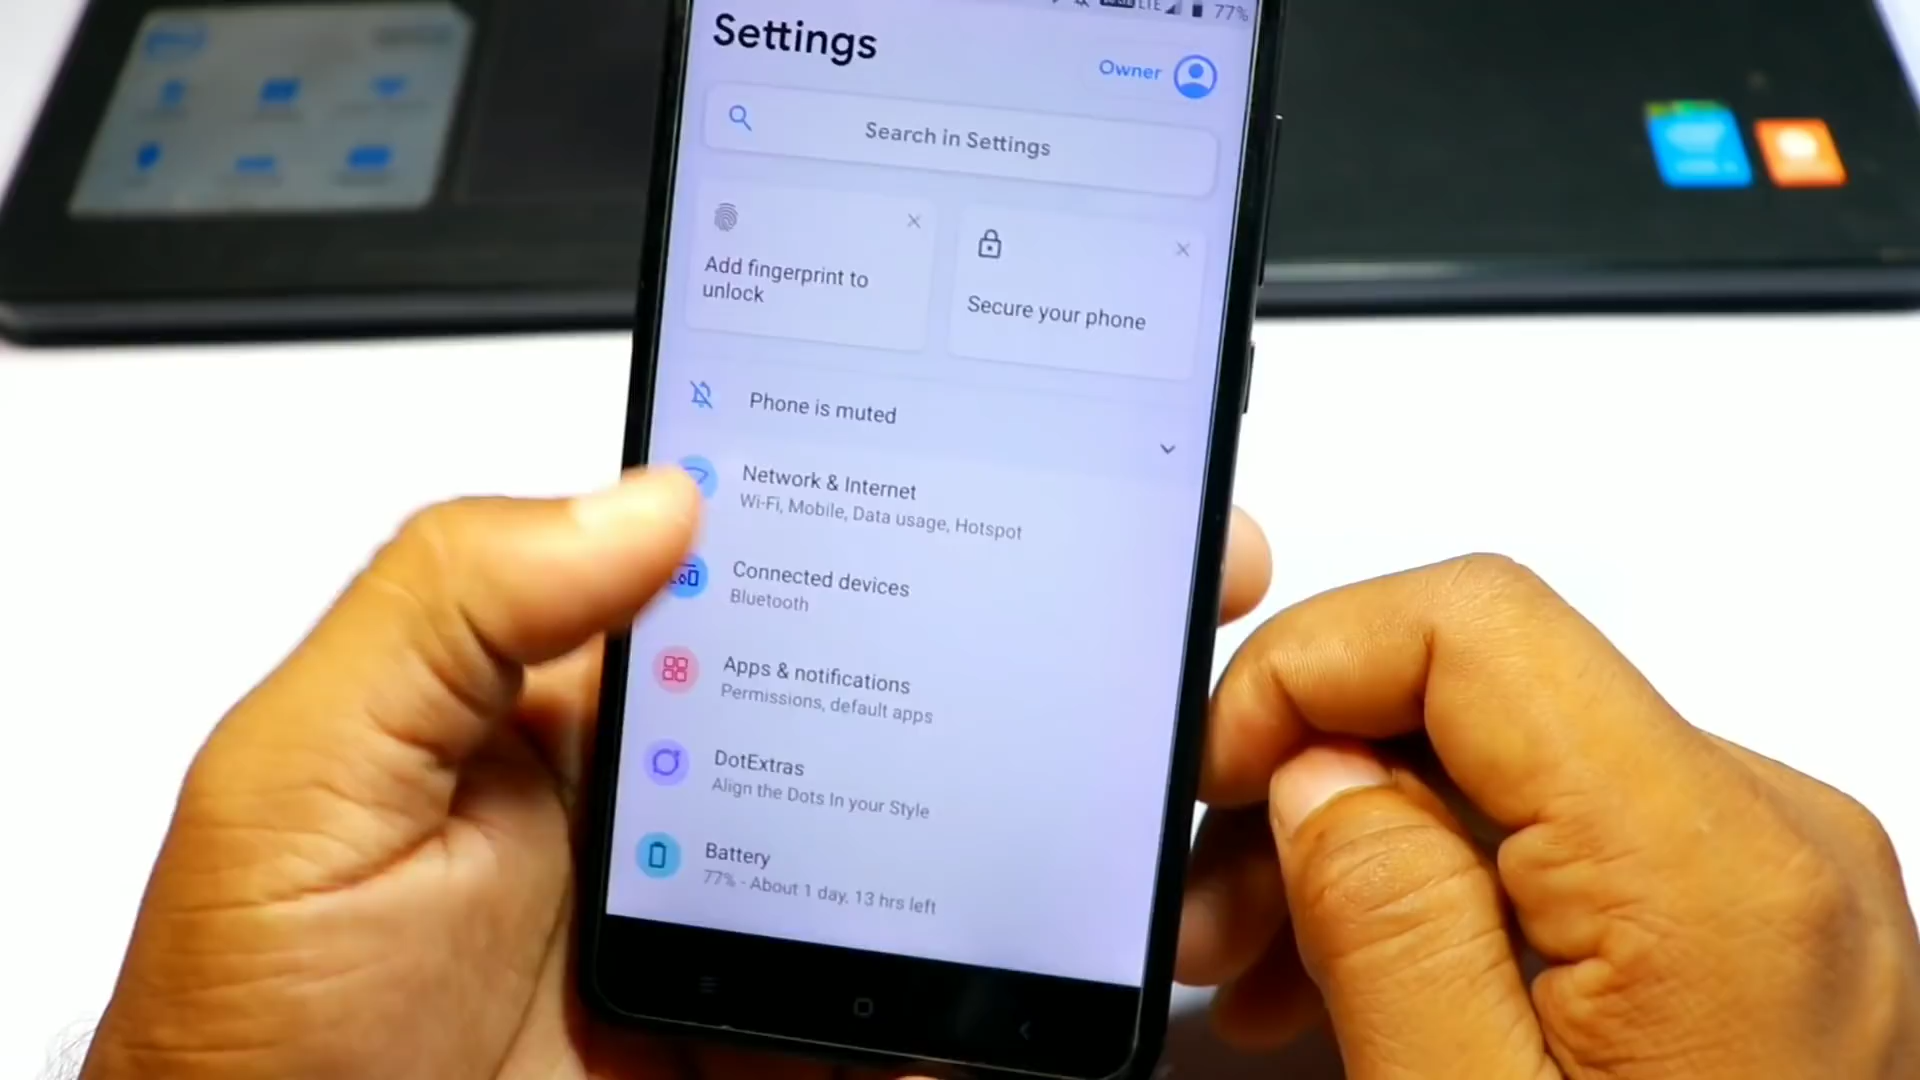 LTE 77%
Settings
Owner
Search in Settings
Add fingerprint to
unlock
Secure your phone
Phone is muted
Network & Internet
Wi-Fi, Mobile, Data usage, Hotspot
Connected devices
Bluetooth
Apps & notifications
Permissions, default apps
DotExtras
Align the Dots In your Style
Battery
77% - About 1 day, 13 hrs left